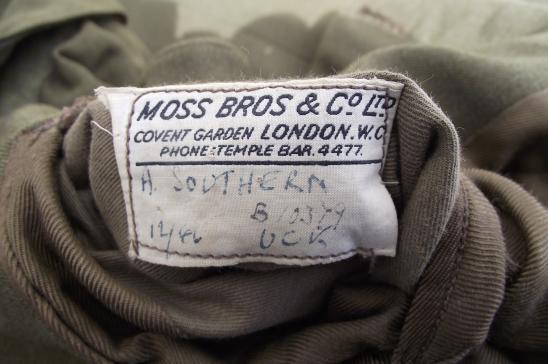 MOSS BROS & Co LTD
COVENT GARDEN LONDON. W.C
PHONE: TEMPLE BAR. 4477.
A. SOUTHERN
B 10379
12/46 UCK